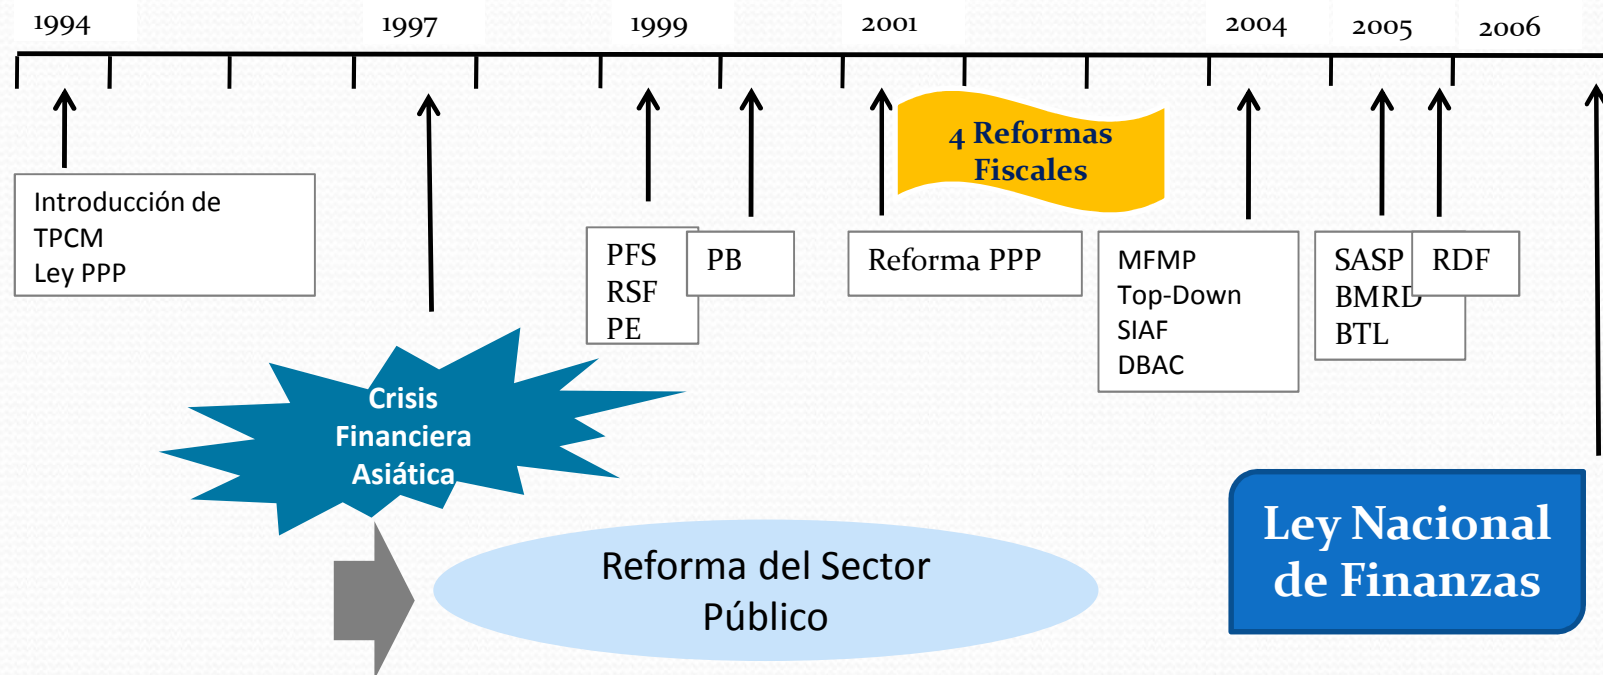 1994
1997
1999
2001
2004
2005
2006
4 Reformas
Fiscales
Introducción de
TPCM
Ley PPP
PFS
RSF
PE
PB
Reforma PPP
MFMP
Top-Down
SIAF
DBAC
SASP
BMRD
BTL
RDF
Crisis
Financiera
Asiática
Reforma del Sector
Público
Ley Nacional
de Finanzas